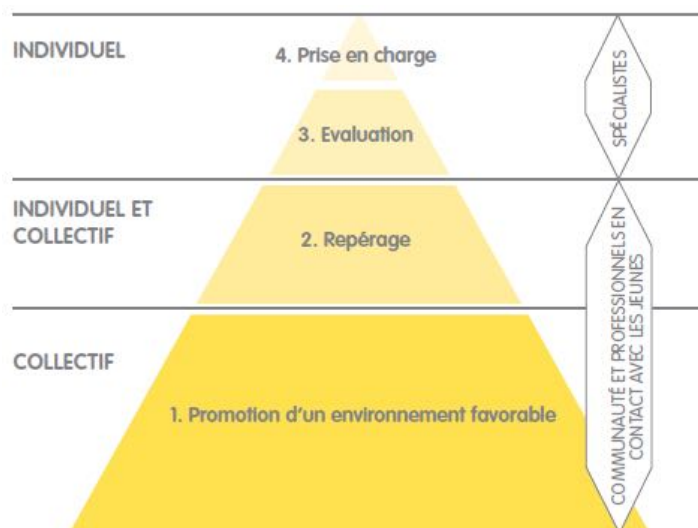 INDIVIDUEL
4. Prise en charge
SPÉCIALISTES
3. Evaluation
INDIVIDUEL ET
COLLECTIF
2. Repérage
COMMUNAUTÉ ET PROFESSIONNELS EN
CONTACT AVEC LES JEUNES
COLLECTIF
1. Promotion d'un environnement favorable